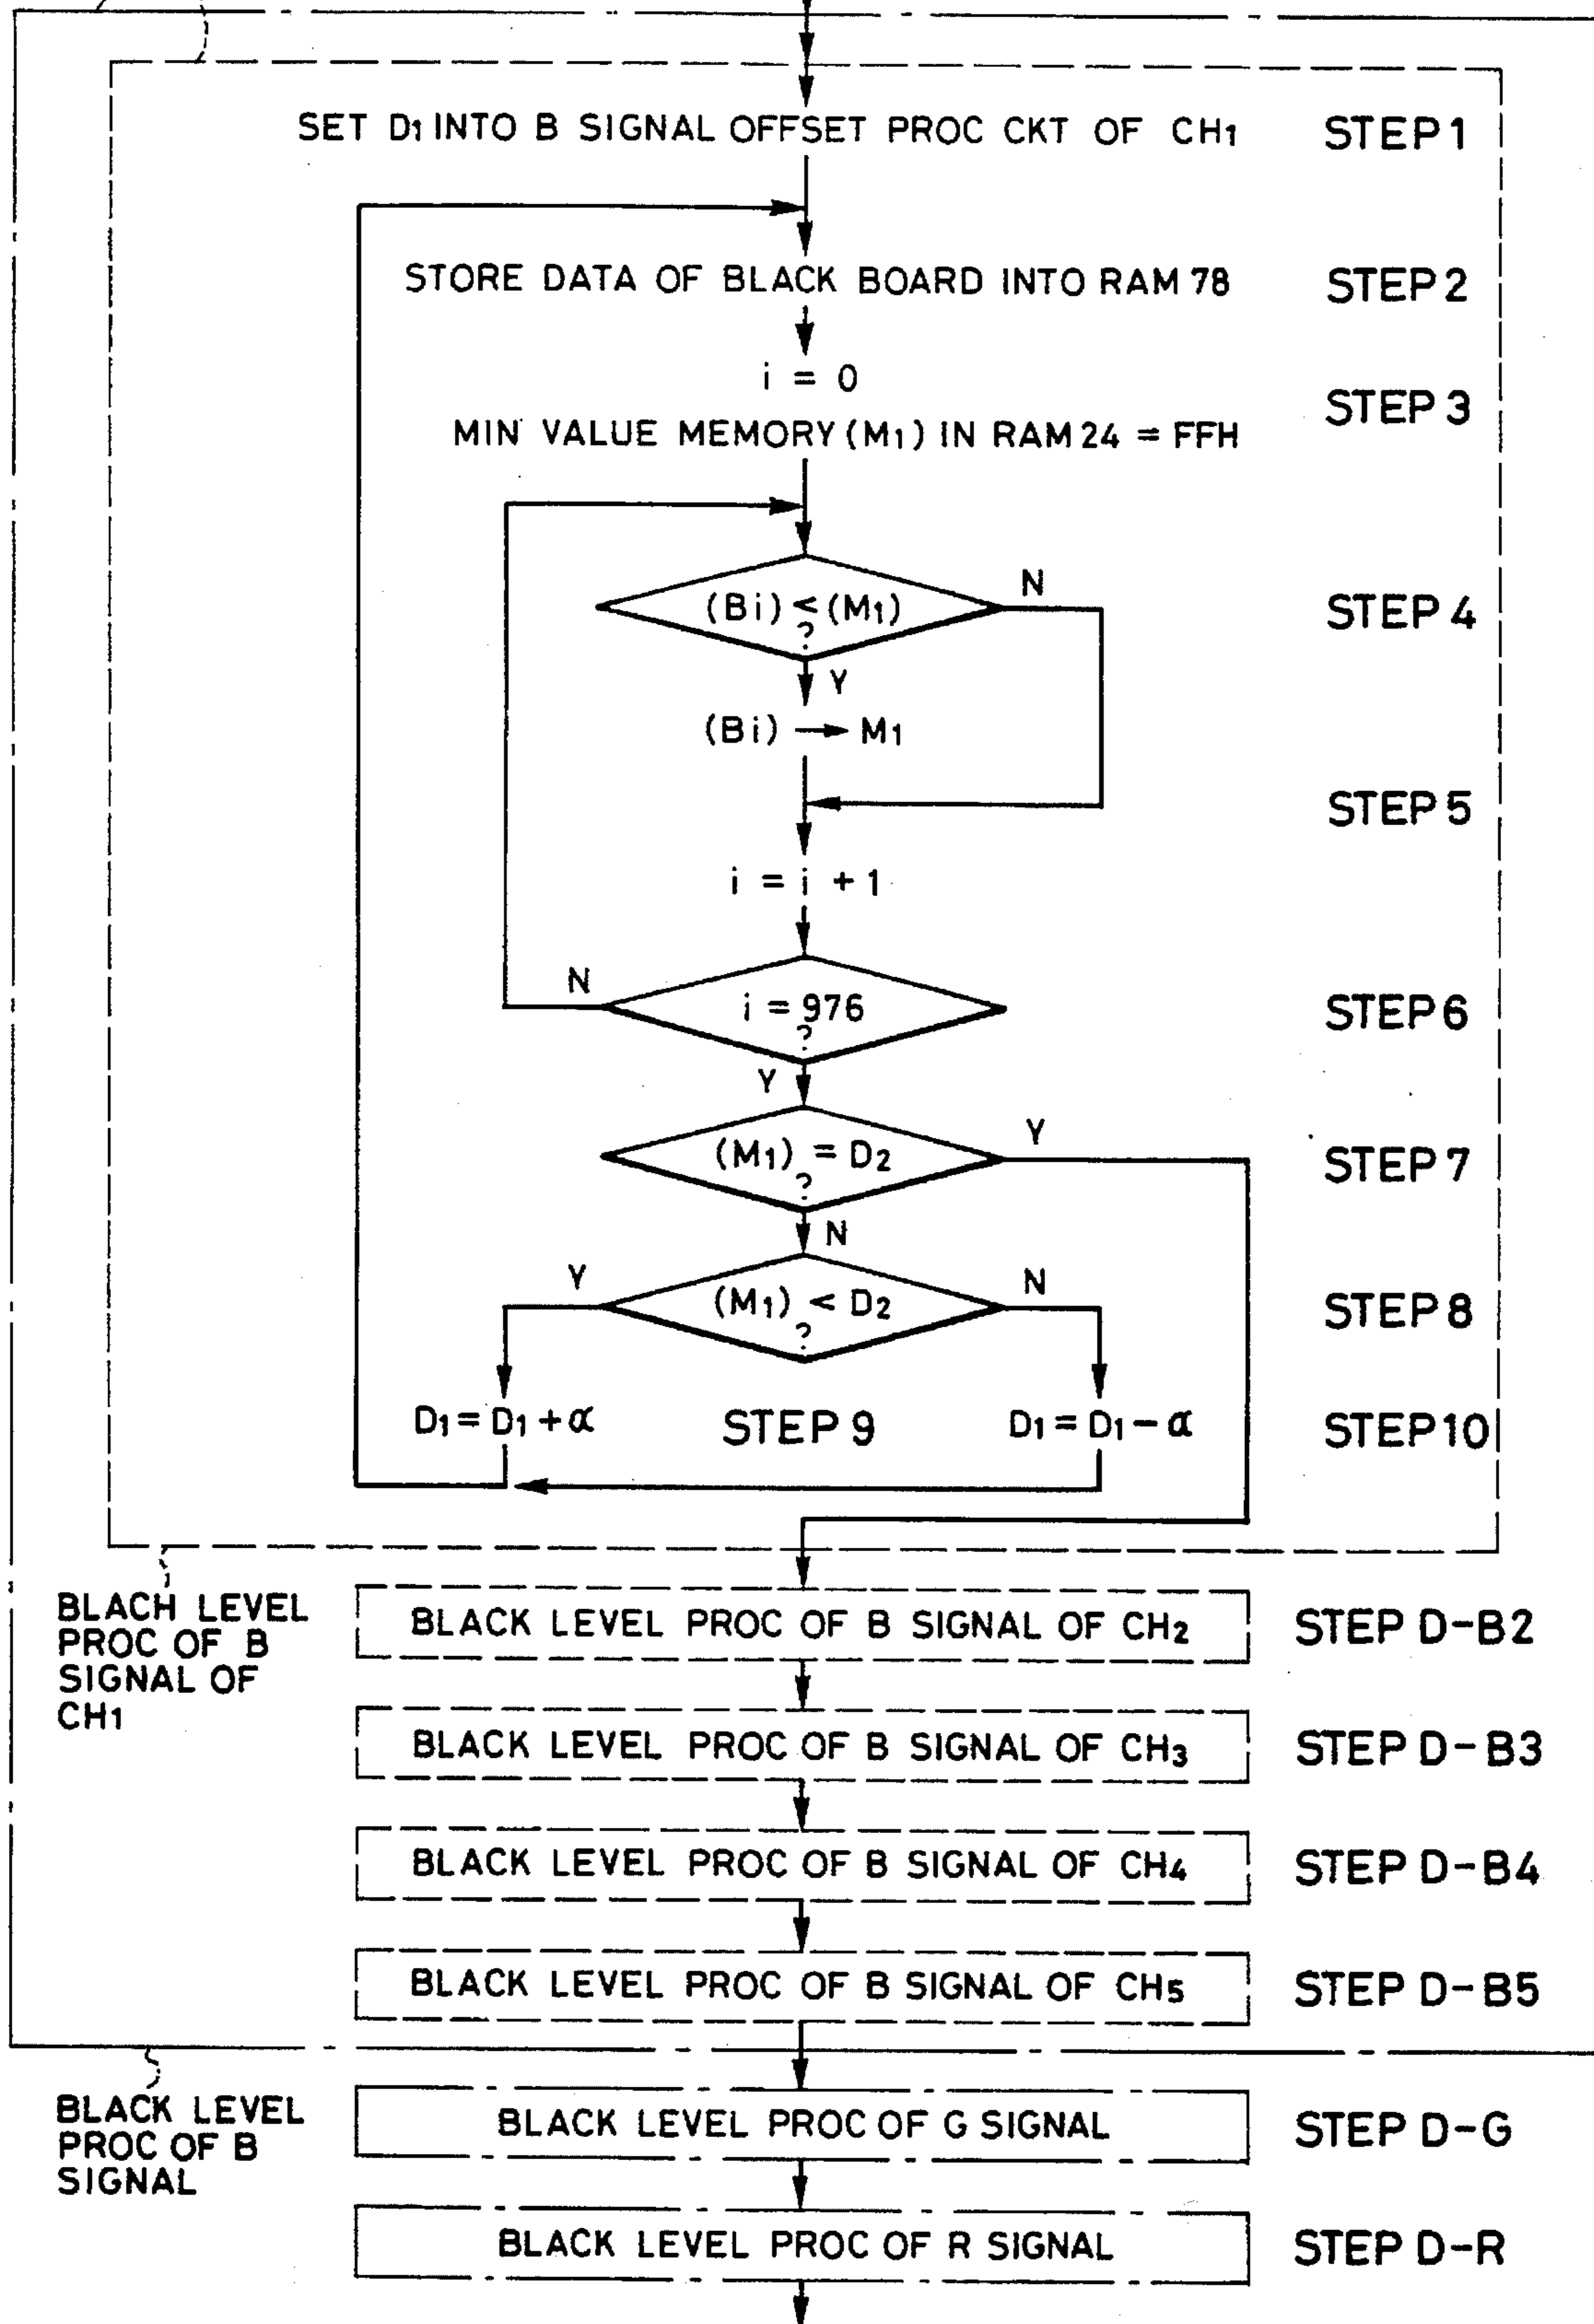 SET D1 INTO B SIGNAL OFFSET PROC CKT OF CH1 STEP 1
STORE DATA OF BLACK BOARD INTO RAM 78 STEP 2
i = 0
STEP 3
MIN VALUE MEMORY (M1) IN RAM 24 = FFH
N
(Bi) < (M1) STEP 4
?
Y
(Bi) → M1
STEP 5
i = i + 1
N
i = 976 STEP 6
?
Y
Y
(M1) = D2 STEP 7
?
N
Y N
(M1) < D2 STEP 8
?
D1 = D1 + α STEP 9 D1 = D1 − α STEP 10
BLACH LEVEL
PROC OF B
SIGNAL OF
CH1
BLACK LEVEL PROC OF B SIGNAL OF CH2 STEP D-B2
BLACK LEVEL PROC OF B SIGNAL OF CH3 STEP D-B3
BLACK LEVEL PROC OF B SIGNAL OF CH4 STEP D-B4
BLACK LEVEL PROC OF B SIGNAL OF CH5 STEP D-B5
BLACK LEVEL
PROC OF B
SIGNAL
BLACK LEVEL PROC OF G SIGNAL STEP D-G
BLACK LEVEL PROC OF R SIGNAL STEP D-R